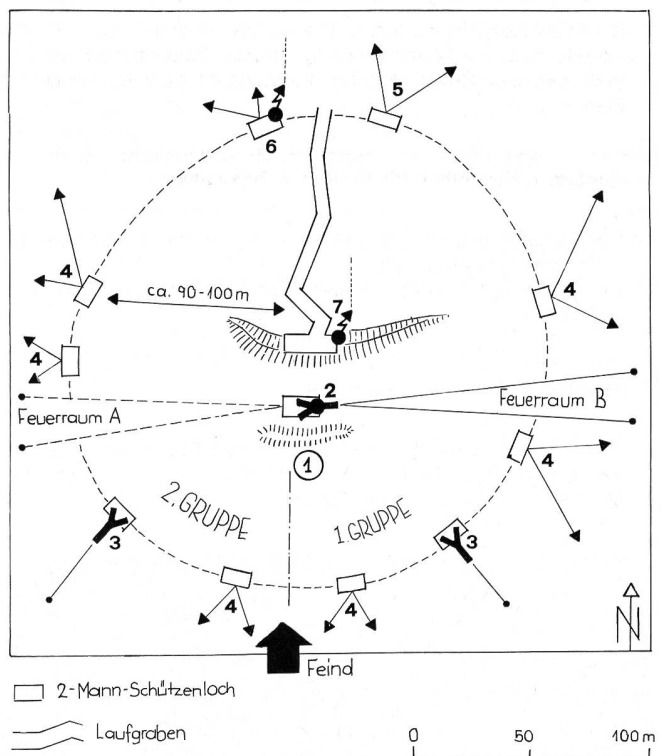 5
6
4
ca. 90-100m
7
4
4
2
Feuerraum A
Feuerraum B
1
4
2. GRUPPE
1. GRUPPE
3
3
4
4
N
Feind
2-Mann-Schützenloch
Laufgraben
0 50 100 m